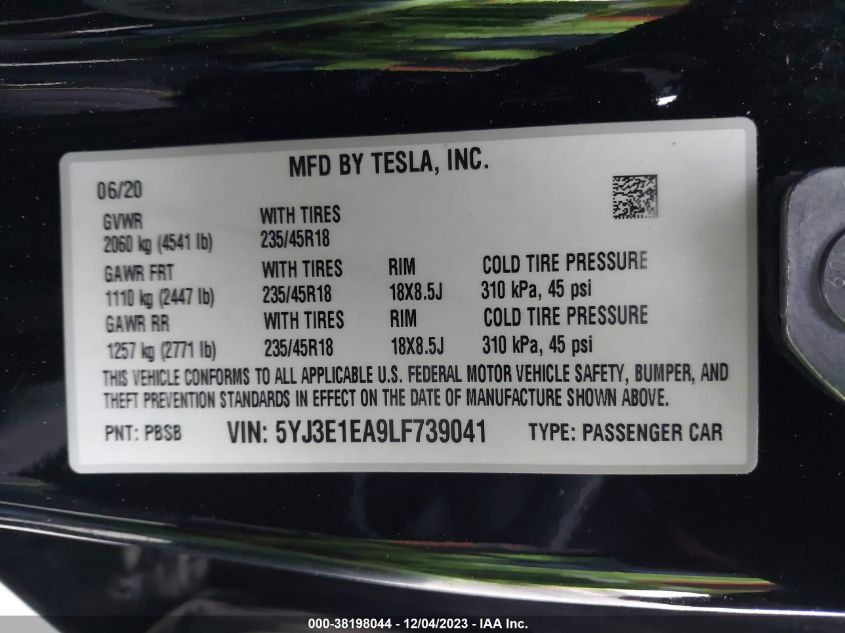 MFD BY TESLA, INC.
06/20
GVWR WITH TIRES
2060 kg (4541 lb) 235/45R18
GAWR FRT WITH TIRES RIM COLD TIRE PRESSURE
1110 kg (2447 lb) 235/45R18 18X8.5J 310 kPa, 45 psi
GAWR RR WITH TIRES RIM COLD TIRE PRESSURE
1257 kg (2771 lb) 235/45R18 18X8.5J 310 kPa, 45 psi
THIS VEHICLE CONFORMS TO ALL APPLICABLE U.S. FEDERAL MOTOR VEHICLE SAFETY, BUMPER, AND
THEFT PREVENTION STANDARDS IN EFFECT ON THE DATE OF MANUFACTURE SHOWN ABOVE.
PNT: PBSB VIN: 5YJ3E1EA9LF739041 TYPE: PASSENGER CAR
000-38198044 - 12/04/2023 - IAA Inc.